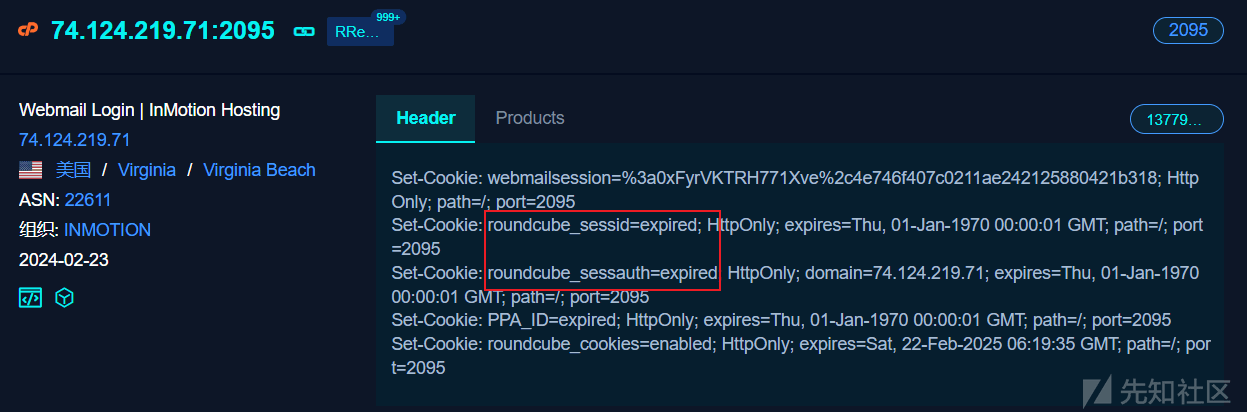 74.124.219.71:2095
RRe...
999+
2095
Webmail Login | InMotion Hosting
74.124.219.71
美国 / Virginia / Virginia Beach
ASN: 22611
组织: INMOTION
2024-02-23
Header
Products
13779...
Set-Cookie: webmailsession=%3a0xFyrVKTRH771Xve%2c4e746f407c0211ae242125880421b318; Http
Only; path=/; port=2095
Set-Cookie: roundcube_sessid=expired; HttpOnly; expires=Thu, 01-Jan-1970 00:00:01 GMT; path=/; port
=2095
Set-Cookie: roundcube_sessauth=expired; HttpOnly; domain=74.124.219.71; expires=Thu, 01-Jan-1970
00:00:01 GMT; path=/; port=2095
Set-Cookie: PPA_ID=expired; HttpOnly; expires=Thu, 01-Jan-1970 00:00:01 GMT; path=/; port=2095
Set-Cookie: roundcube_cookies=enabled; HttpOnly; expires=Sat, 22-Feb-2025 06:19:35 GMT; path=/; por
t=2095
先知社区